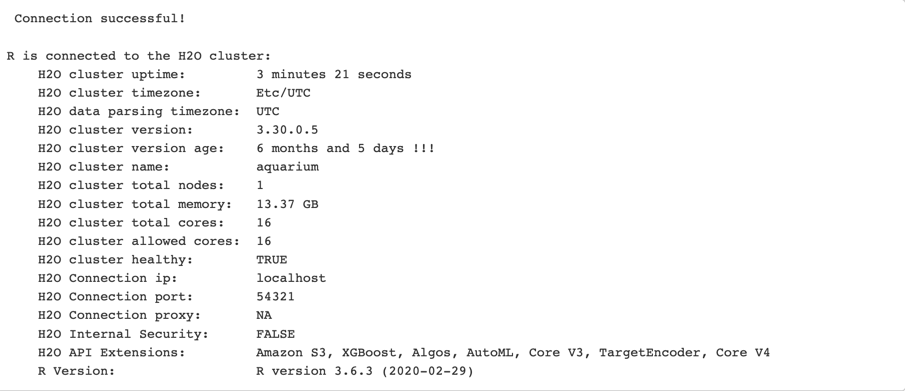 Connection successful!
R is connected to the H2O cluster:
H2O cluster uptime: 3 minutes 21 seconds
H2O cluster timezone: Etc/UTC
H2O data parsing timezone: UTC
H2O cluster version: 3.30.0.5
H2O cluster version age: 6 months and 5 days !!!
H2O cluster name: aquarium
H2O cluster total nodes: 1
H2O cluster total memory: 13.37 GB
H2O cluster total cores: 16
H2O cluster allowed cores: 16
H2O cluster healthy: TRUE
H2O Connection ip: localhost
H2O Connection port: 54321
H2O Connection proxy: NA
H2O Internal Security: FALSE
H2O API Extensions: Amazon S3, XGBoost, Algos, AutoML, Core V3, TargetEncoder, Core V4
R Version: R version 3.6.3 (2020-02-29)